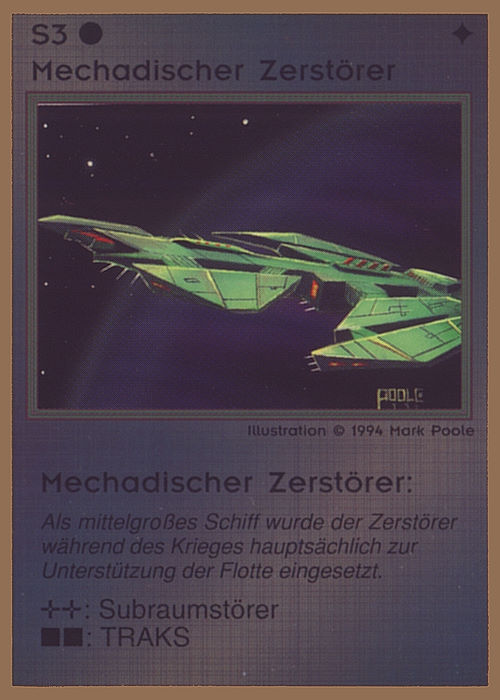 S3
Mechadischer Zerstörer
POOLE
Illustration © 1994 Mark Poole
Mechadischer Zerstörer:
Als mittelgroßes Schiff wurde der Zerstörer
während des Krieges hauptsächlich zur
Unterstützung der Flotte eingesetzt.
++: Subraumstörer
■■: TRAKS